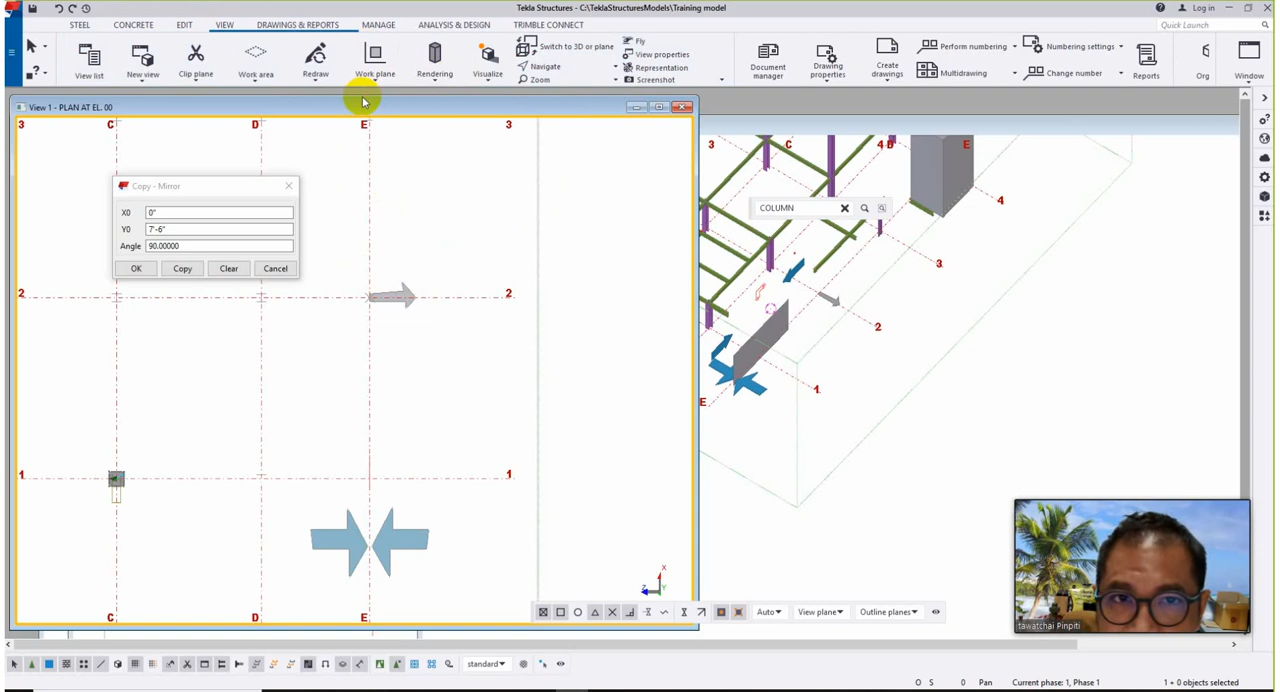 Tekla Structures - C:\TeklaStructuresModels\Training model
Log in
STEEL
CONCRETE
EDIT
VIEW
DRAWINGS & REPORTS
MANAGE
ANALYSIS & DESIGN
TRIMBLE CONNECT
Quick Launch
View list
New view
Clip plane
Work area
Redraw
Work plane
Rendering
Visualize
Switch to 3D or plane
Navigate
Zoom
Fly
View properties
Representation
Screenshot
Document manager
Drawing properties
Create drawings
Perform numbering
Multidrawing
Numbering settings
Change number
Reports
Org
Window
View 1 - PLAN AT EL. 00
3
C
D
E
3
Copy - Mirror
X0
0"
Y0
7'-6"
Angle
90.00000
OK
Copy
Clear
Cancel
2
2
1
1
C
D
E
X
Z
Y
3
C
4
D
E
4
COLUMN
3
2
1
E
Auto
View plane
Outline planes
standard
tawatchai Pinpiti
O
S
0
Pan
Current phase: 1, Phase 1
1 + 0 objects selected